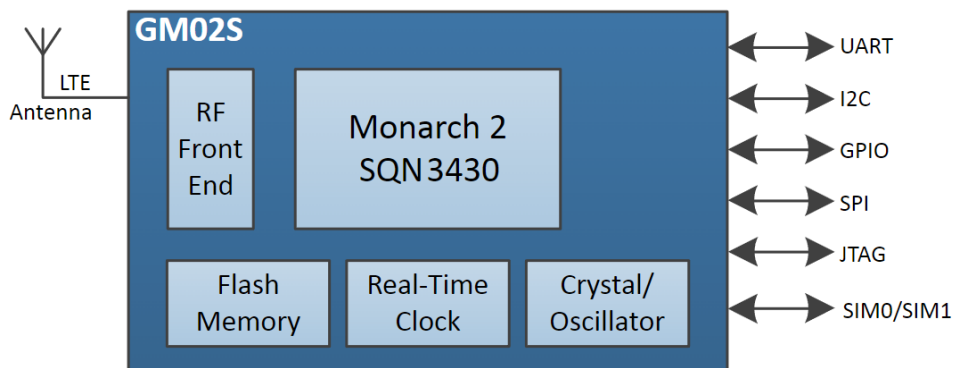 GM02S
LTE
Antenna
RF
Front
End
Monarch 2
SQN3430
Flash
Memory
Real-Time
Clock
Crystal/
Oscillator
UART
I2C
GPIO
SPI
JTAG
SIM0/SIM1